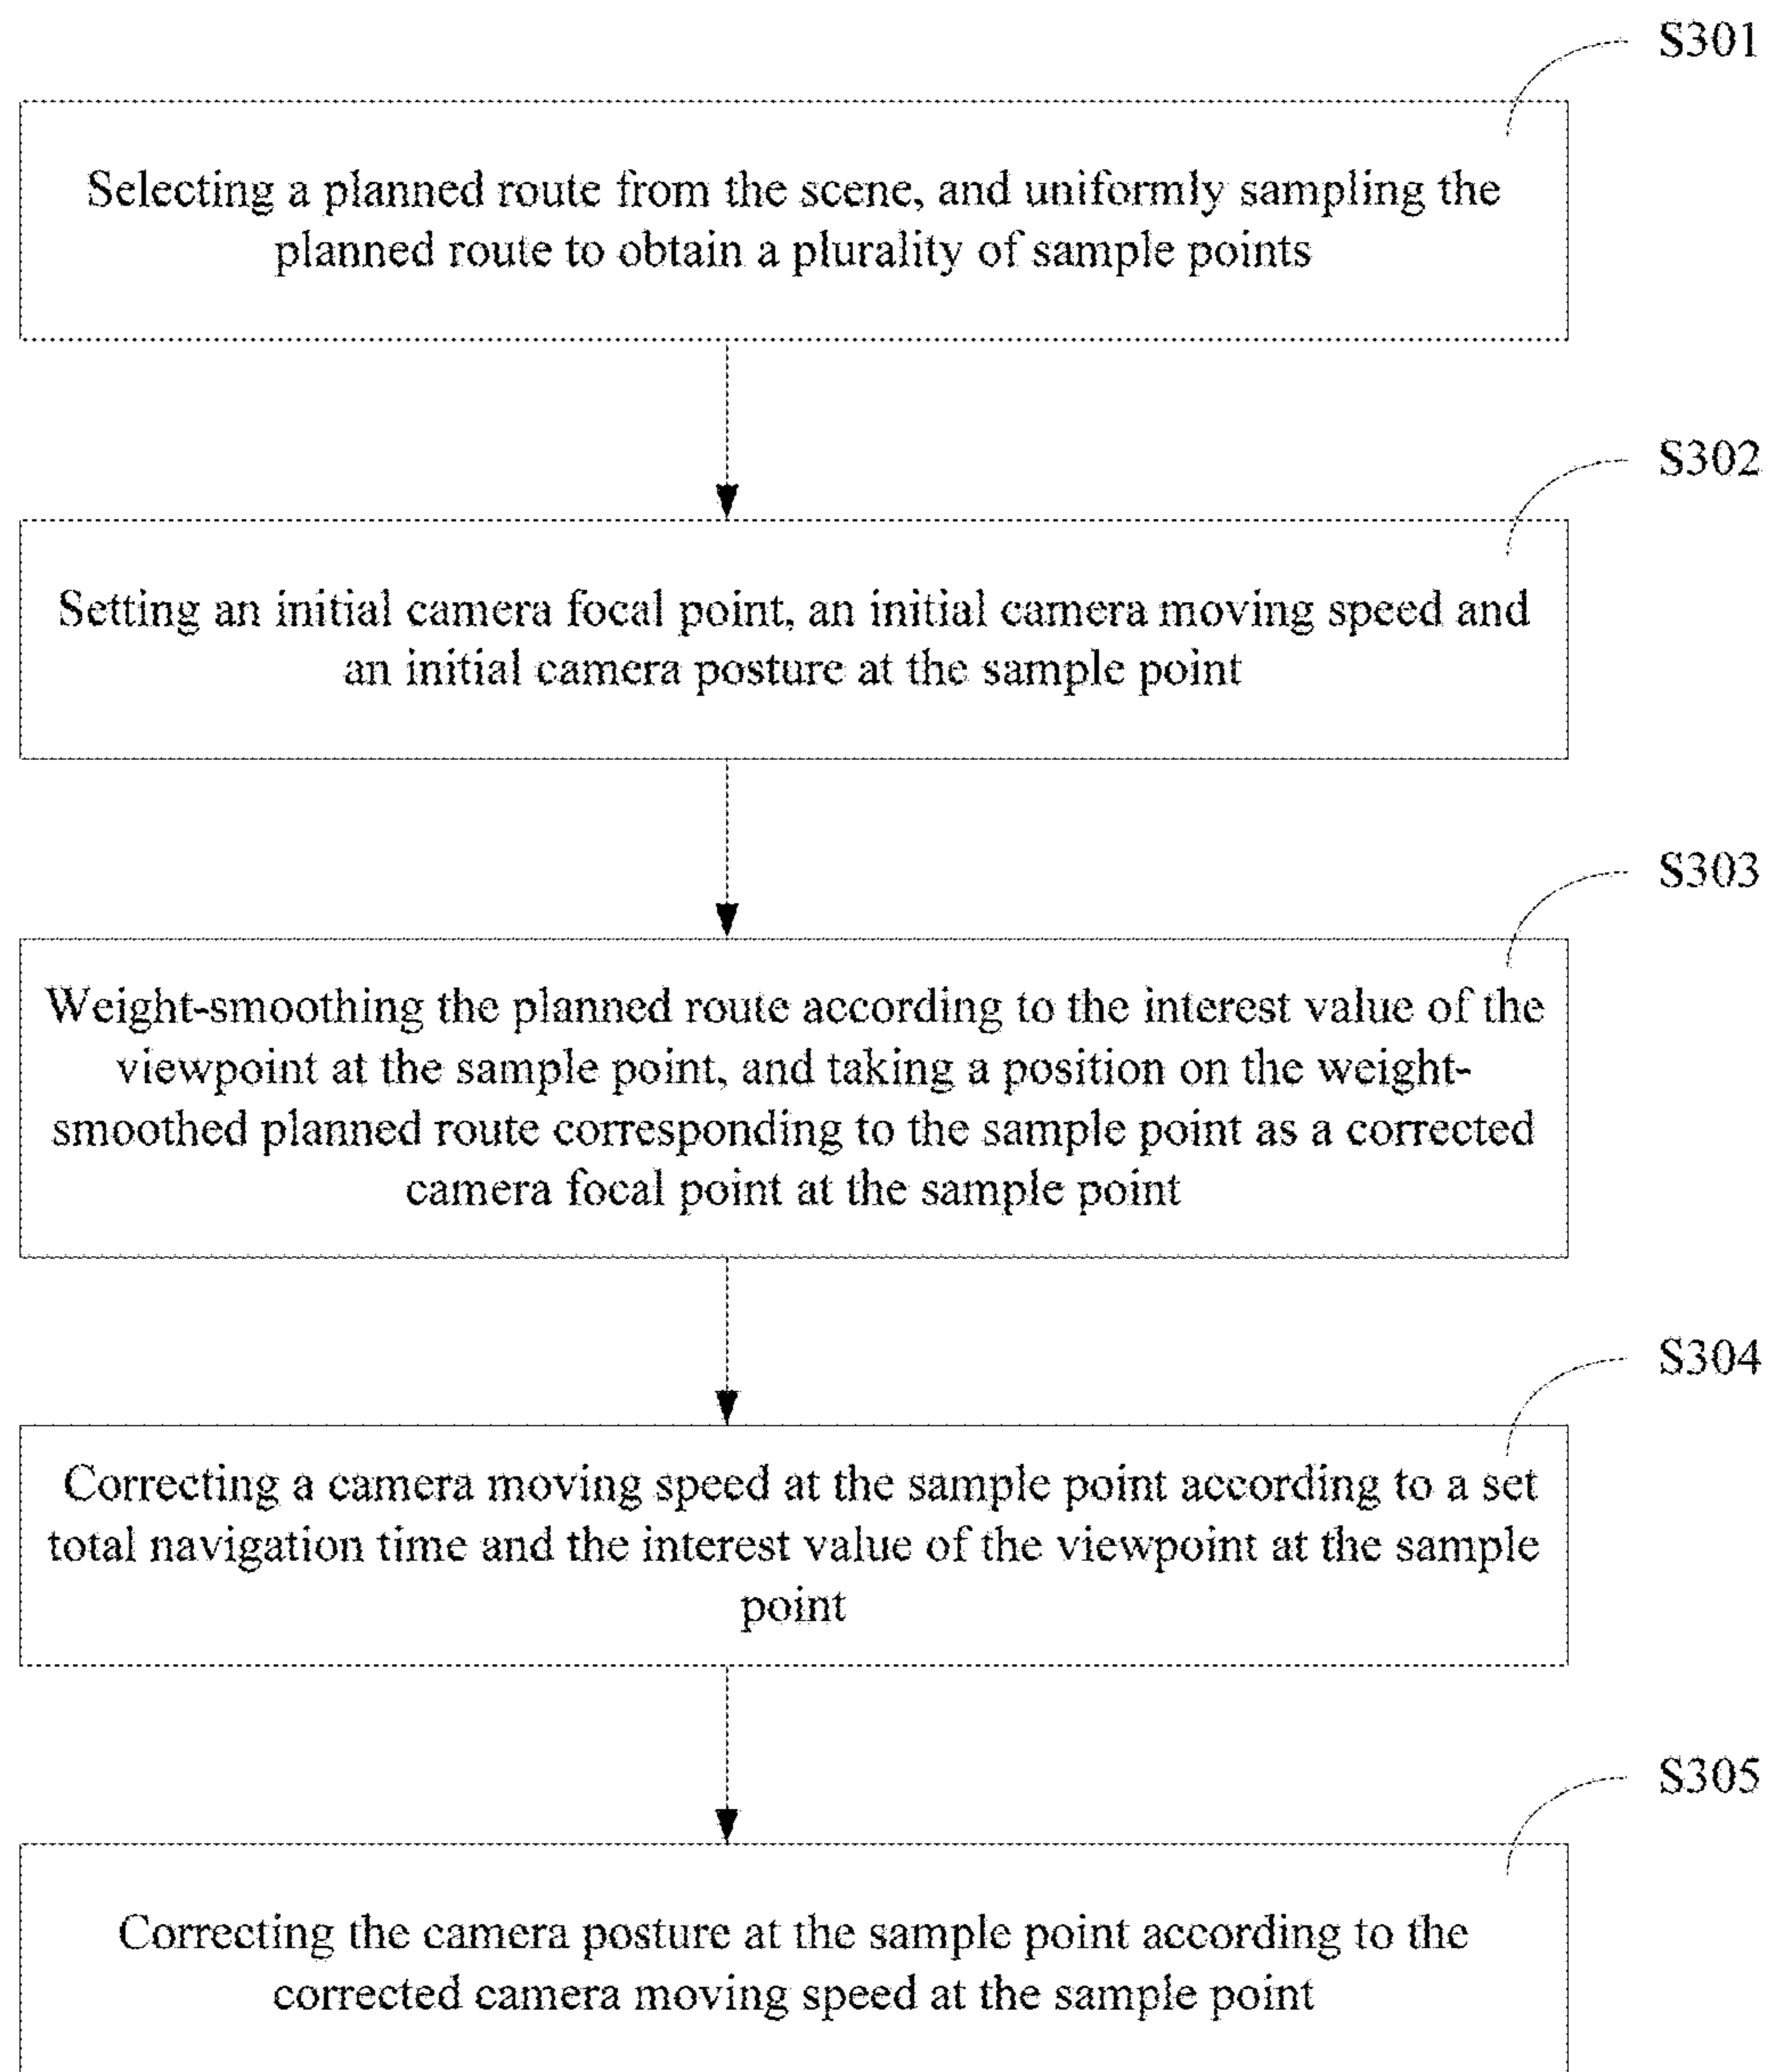 S301
Selecting a planned route from the scene, and uniformly sampling the
planned route to obtain a plurality of sample points
S302
Setting an initial camera focal point, an initial camera moving speed and
an initial camera posture at the sample point
S303
Weight-smoothing the planned route according to the interest value of the
viewpoint at the sample point, and taking a position on the weight-
smoothed planned route corresponding to the sample point as a corrected
camera focal point at the sample point
S304
Correcting a camera moving speed at the sample point according to a set
total navigation time and the interest value of the viewpoint at the sample
point
S305
Correcting the camera posture at the sample point according to the
corrected camera moving speed at the sample point